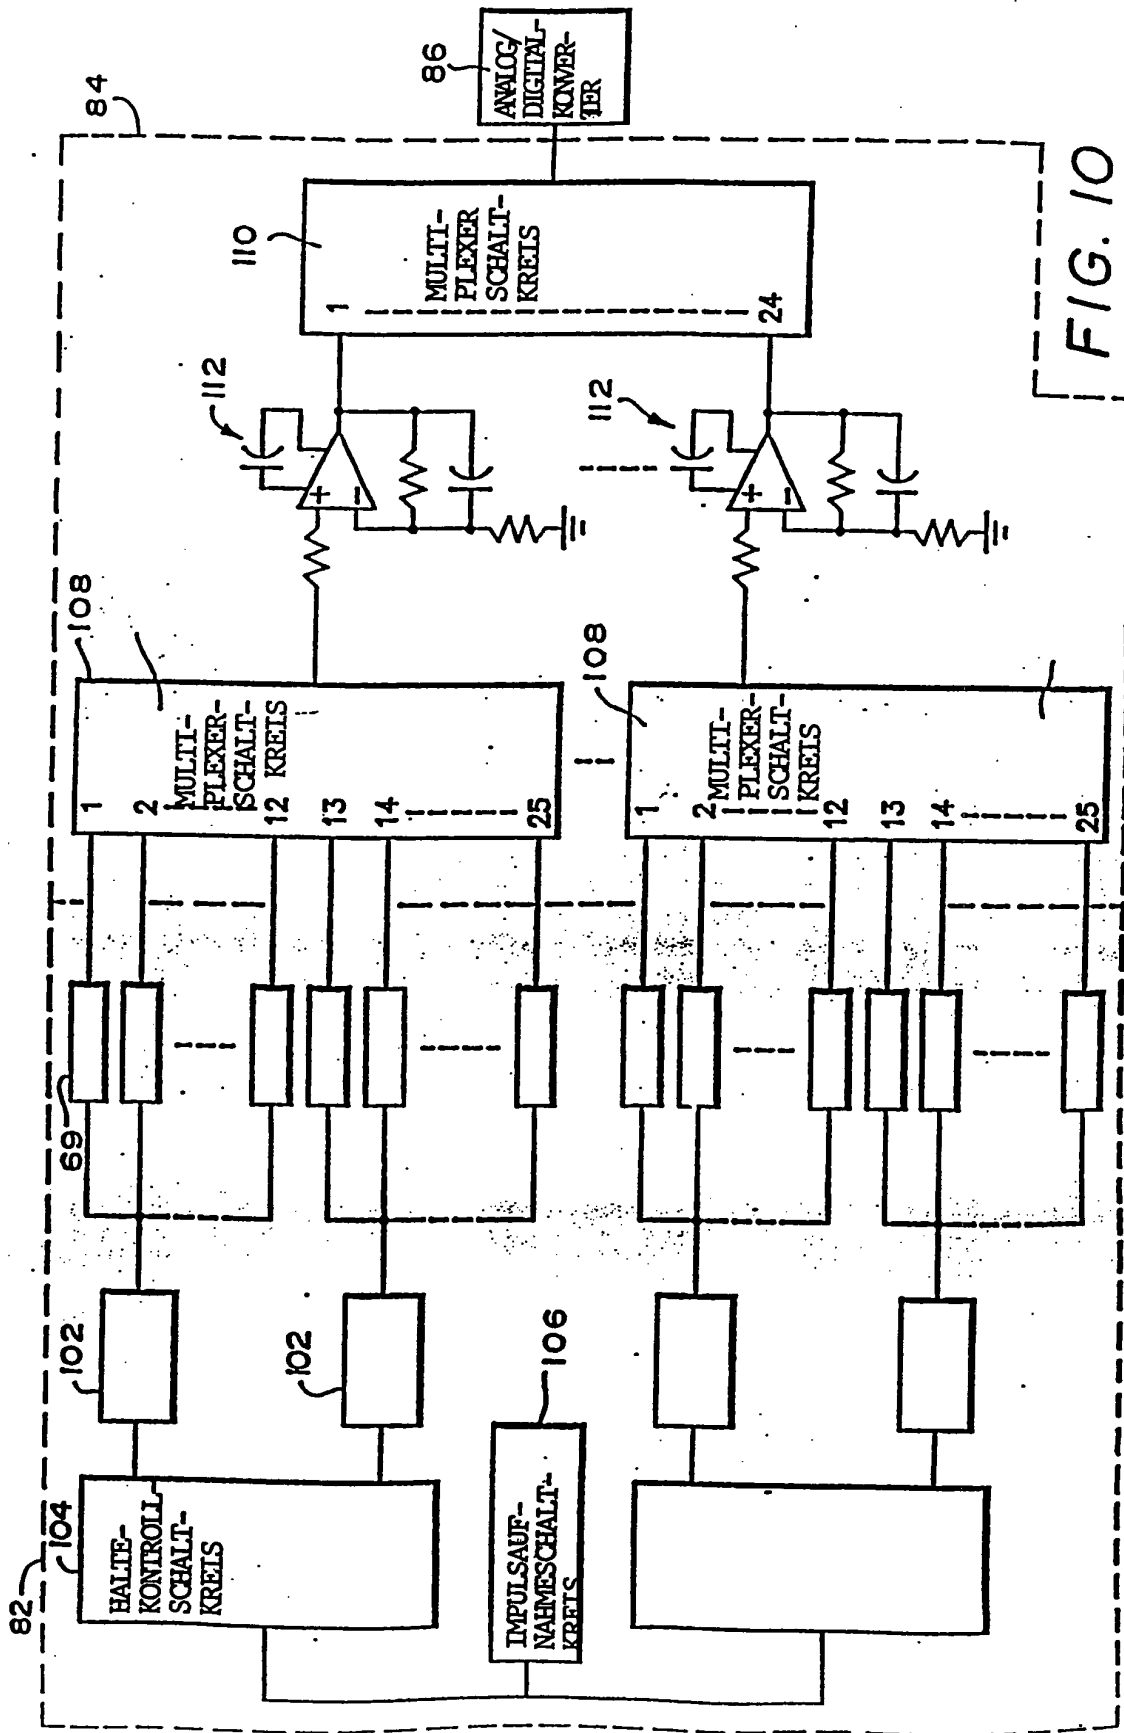 82
104
HALTE-
KONTROLL-
SCHALT-
KREIS
102
102
106
IMPULSAUF-
NAHMESCHALT-
KREIS
69
84
108
1
2
12
13
14
25
MULTI-
PLEXER-
SCHALT-
KREIS
108
1
2
12
13
14
25
MULTI-
PLEXER-
SCHALT-
KREIS
112
+
−
112
+
−
110
1
24
MULTI-
PLEXER
SCHALT-
KREIS
86
ANALOG/
DIGITAL-
KONVER-
TER
FIG. 10